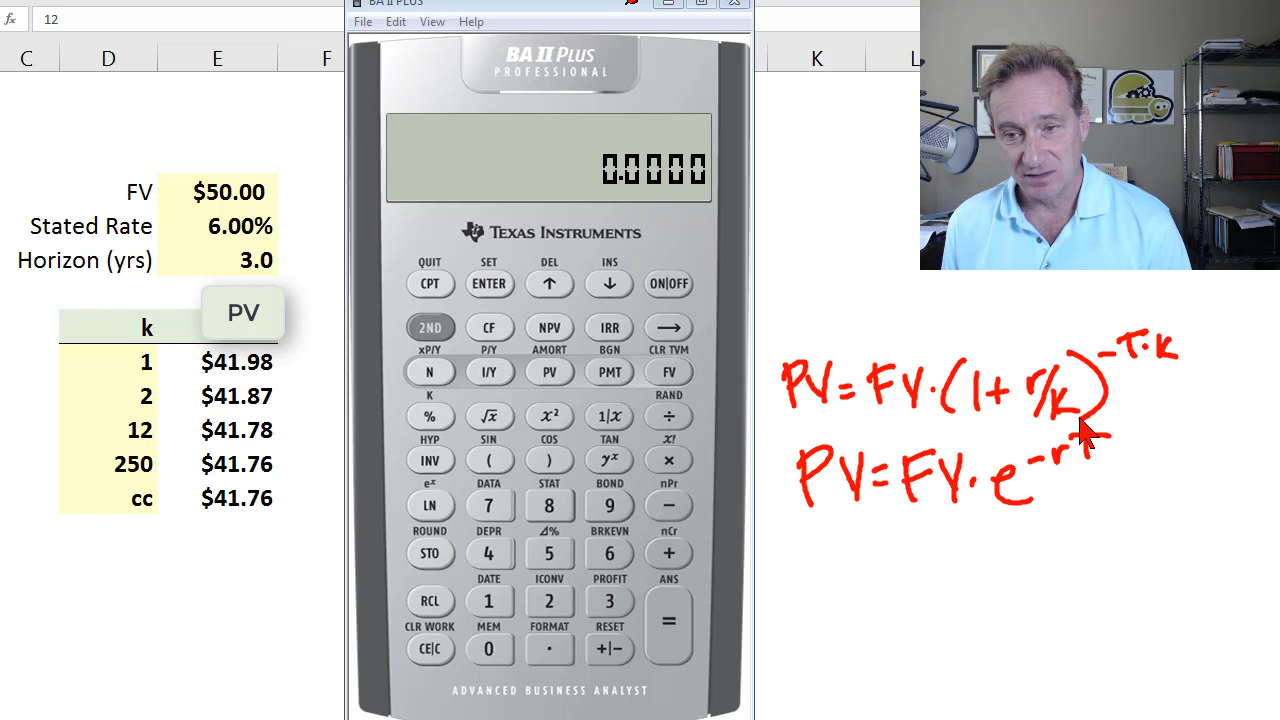 12
BA II PLUS
File Edit View Help
C D E F K L
BA II PLUS
PROFESSIONAL
0.0000
TEXAS INSTRUMENTS
FV $50.00
Stated Rate 6.00%
Horizon (yrs) 3.0
k PV
1 $41.98
2 $41.87
12 $41.78
250 $41.76
cc $41.76
QUIT SET DEL INS
CPT ENTER ↑ ↓ ON|OFF
2ND CF NPV IRR →
xP/Y P/Y AMORT BGN CLR TVM
N I/Y PV PMT FV
K RAND
% √x x² 1|x ÷
HYP SIN COS TAN x!
INV ( ) yˣ ×
eˣ DATA STAT BOND nPr
LN 7 8 9 −
ROUND DEPR Δ% BRKEVN nCr
STO 4 5 6 +
DATE ICONV PROFIT ANS
RCL 1 2 3 =
CLR WORK MEM FORMAT RESET
CE|C 0 . +|−
ADVANCED BUSINESS ANALYST
PV = FV · (1 + r/k)^-T·k
PV = FV · e^-rT